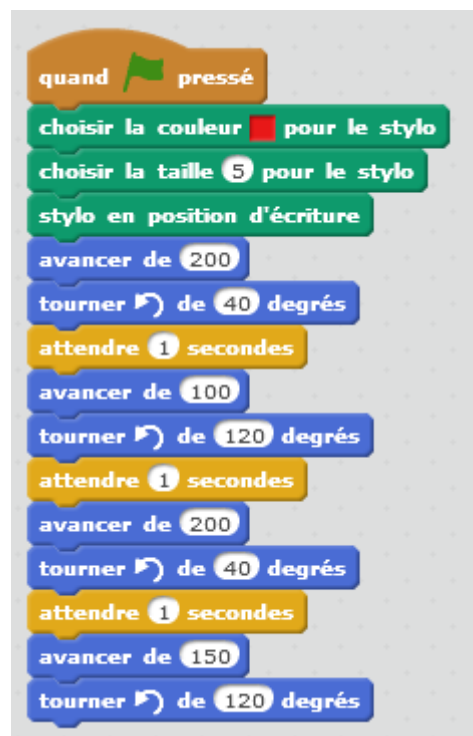 quand pressé
choisir la couleur pour le stylo
choisir la taille 5 pour le stylo
stylo en position d'écriture
avancer de 200
tourner de 40 degrés
attendre 1 secondes
avancer de 100
tourner de 120 degrés
attendre 1 secondes
avancer de 200
tourner de 40 degrés
attendre 1 secondes
avancer de 150
tourner de 120 degrés